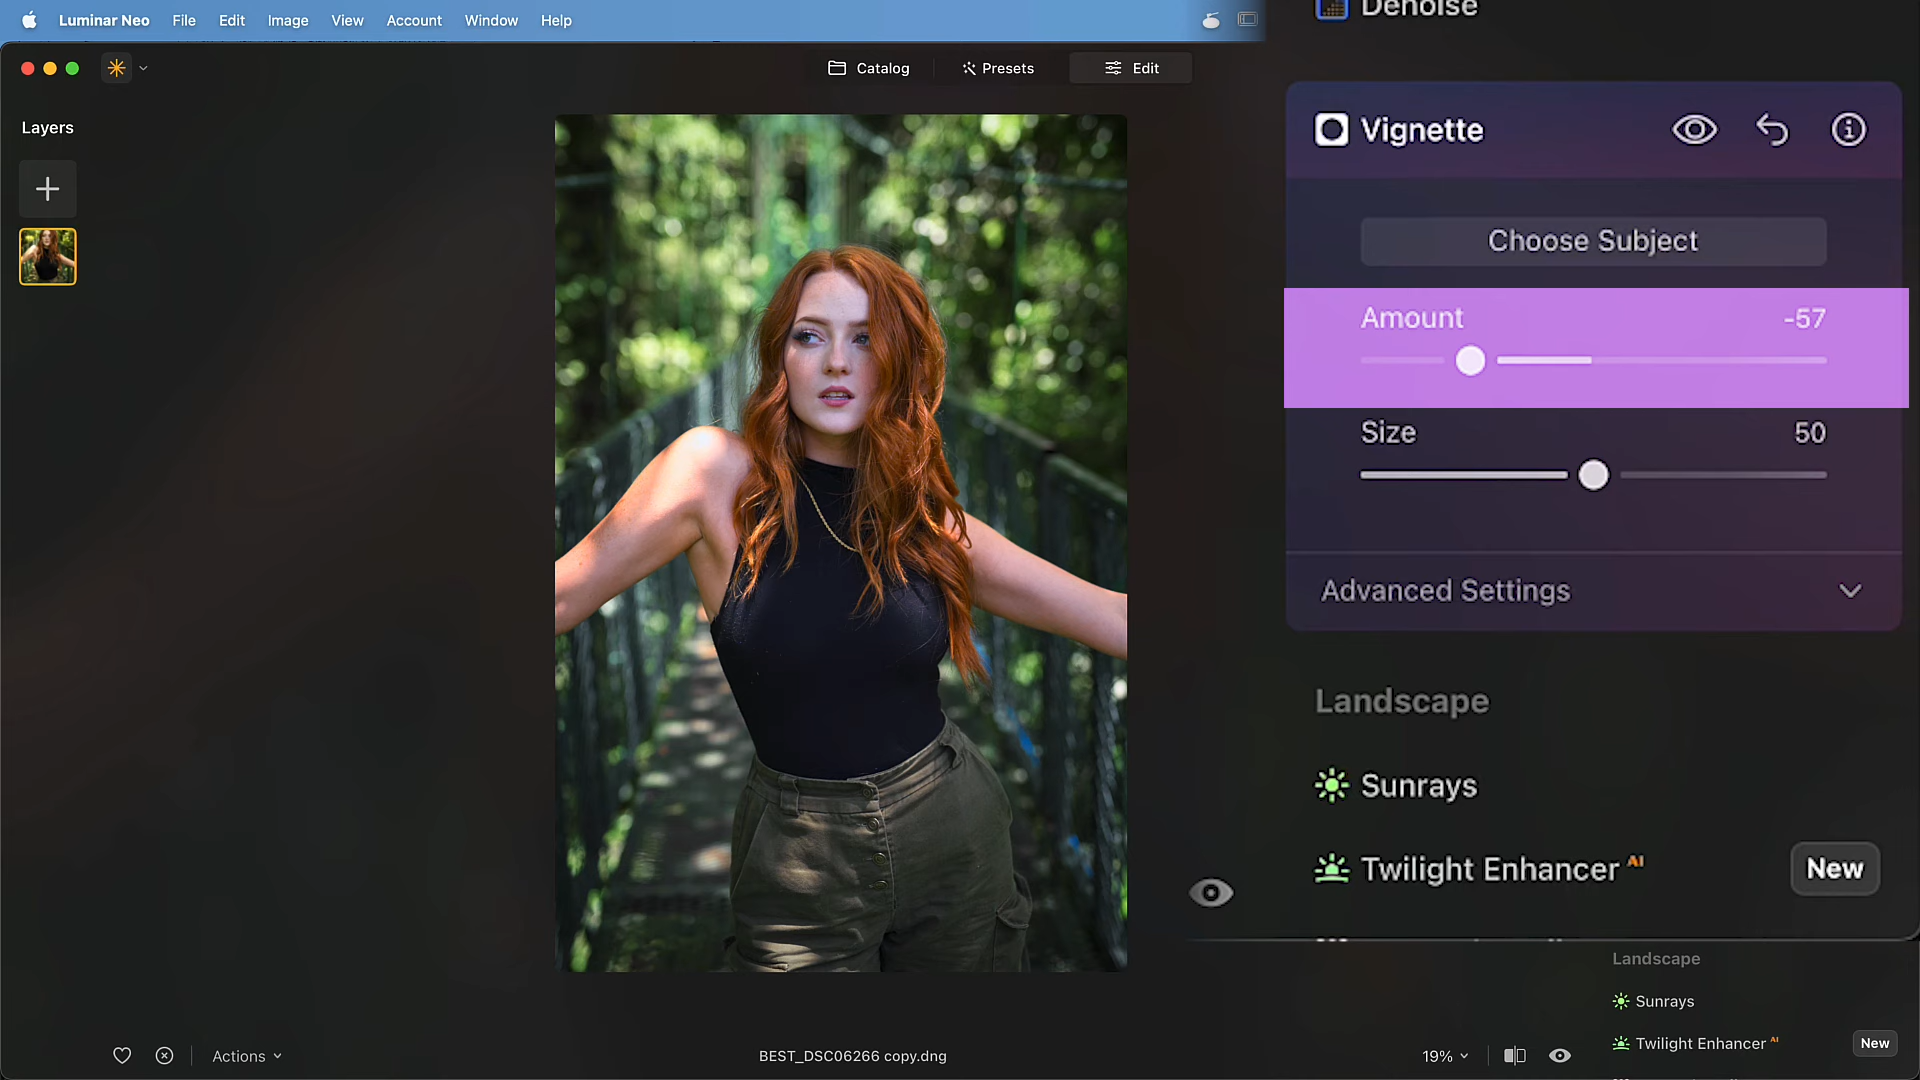 Luminar Neo File Edit Image View Account Window Help
Catalog Presets Edit
Layers
Denoise
Vignette
Choose Subject
Amount -57
Size 50
Advanced Settings
Landscape
Sunrays
Twilight Enhancer AI New
Landscape
Sunrays
Twilight Enhancer AI New
Actions
BEST_DSC06266 copy.dng
19%